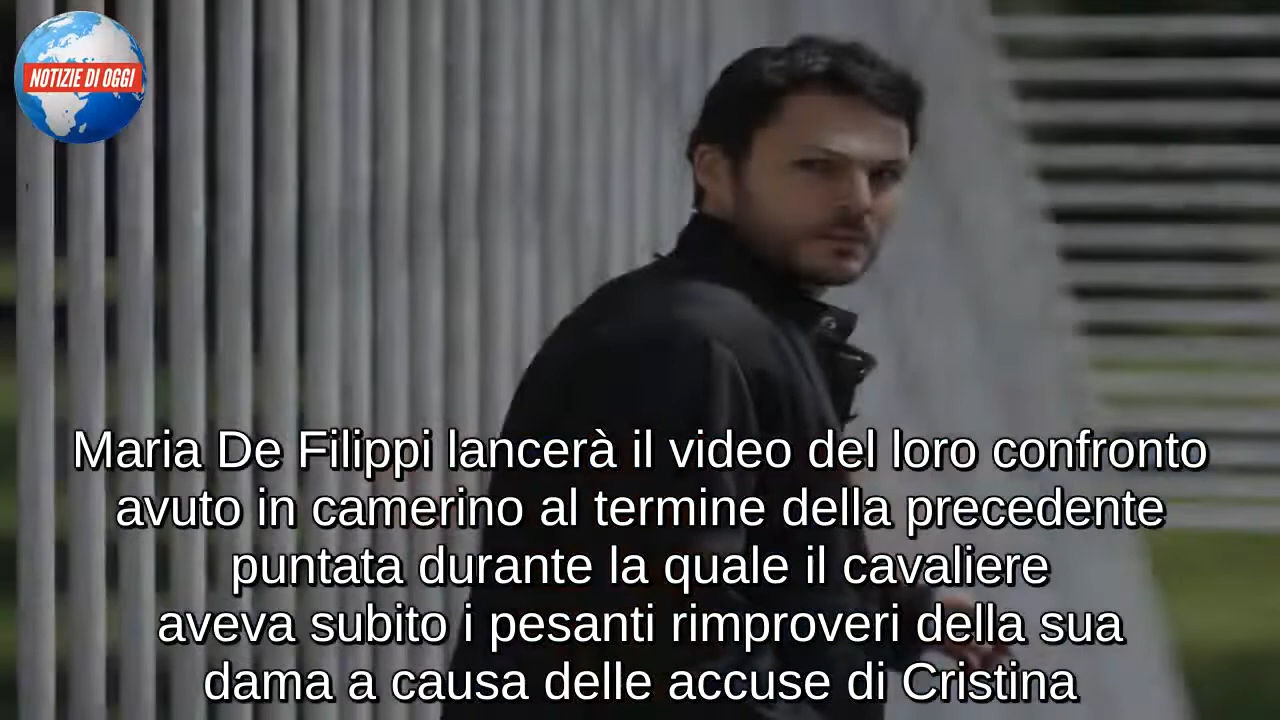 NOTIZIE DI OGGI
Maria De Filippi lancerà il video del loro confronto
avuto in camerino al termine della precedente
puntata durante la quale il cavaliere
aveva subito i pesanti rimproveri della sua
dama a causa delle accuse di Cristina